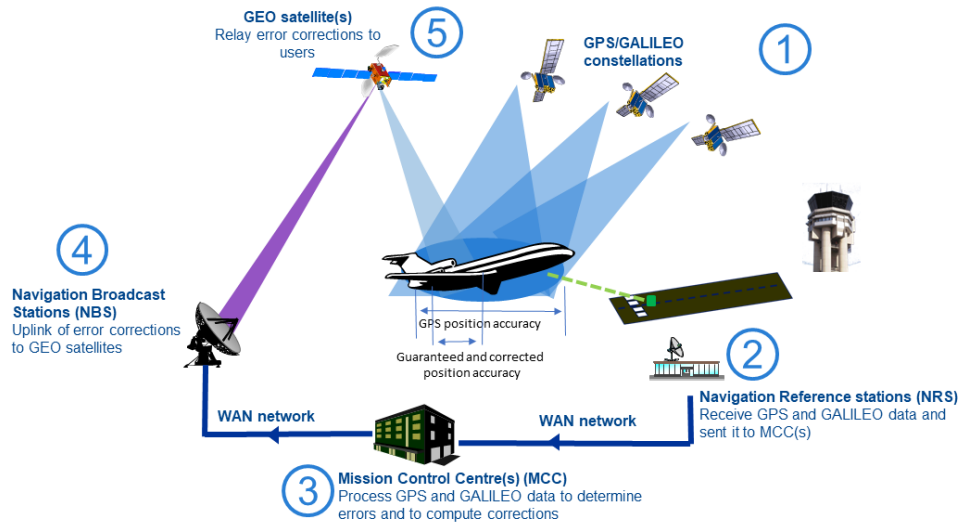 GEO satellite(s)
Relay error corrections to
users
5
GPS/GALILEO
constellations
1
4
Navigation Broadcast
Stations (NBS)
Uplink of error corrections
to GEO satellites
GPS position accuracy
Guaranteed and corrected
position accuracy
2
Navigation Reference stations (NRS)
Receive GPS and GALILEO data and
sent it to MCC(s)
WAN network
WAN network
3
Mission Control Centre(s) (MCC)
Process GPS and GALILEO data to determine
errors and to compute corrections